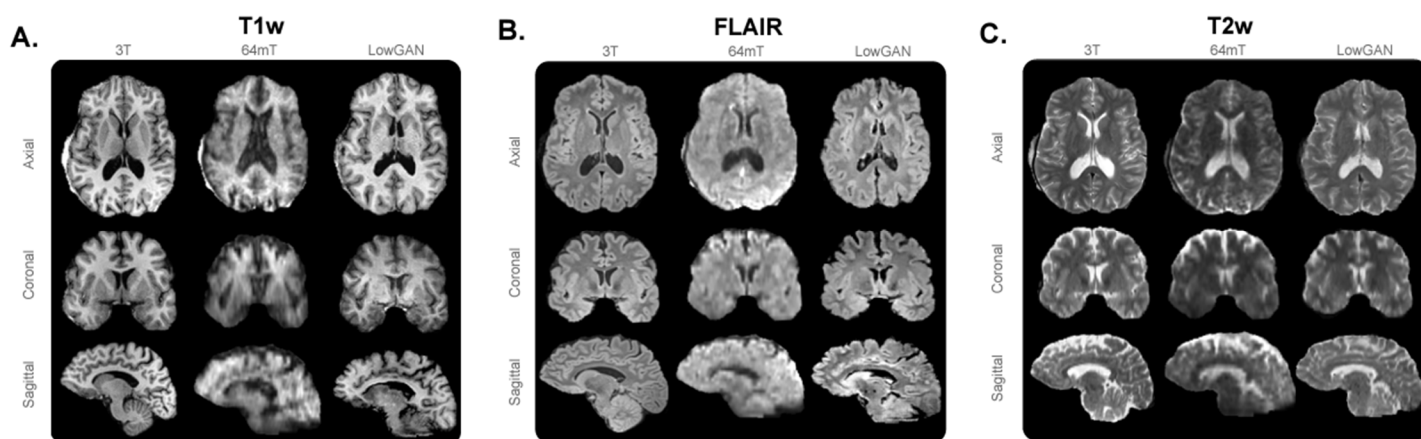 A.
T1w
3T 64mT LowGAN
Axial
Coronal
Sagittal
B.
FLAIR
3T 64mT LowGAN
Axial
Coronal
Sagittal
C.
T2w
3T 64mT LowGAN
Axial
Coronal
Sagittal